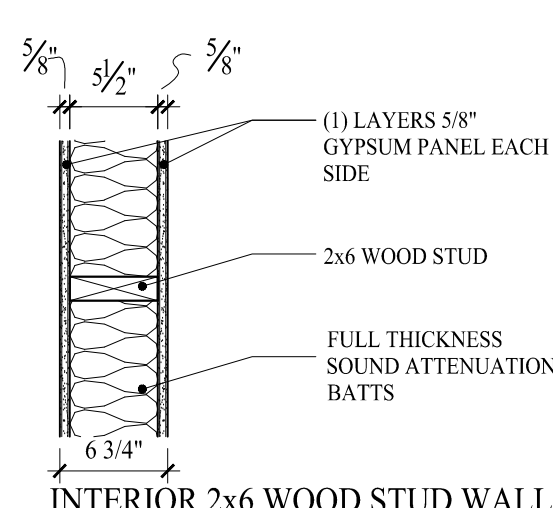 5/8" 5/8"
5 1/2"
(1) LAYERS 5/8"
GYPSUM PANEL EACH
SIDE
2x6 WOOD STUD
FULL THICKNESS
SOUND ATTENUATION
BATTS
6 3/4"
INTERIOR 2x6 WOOD STUD WALL